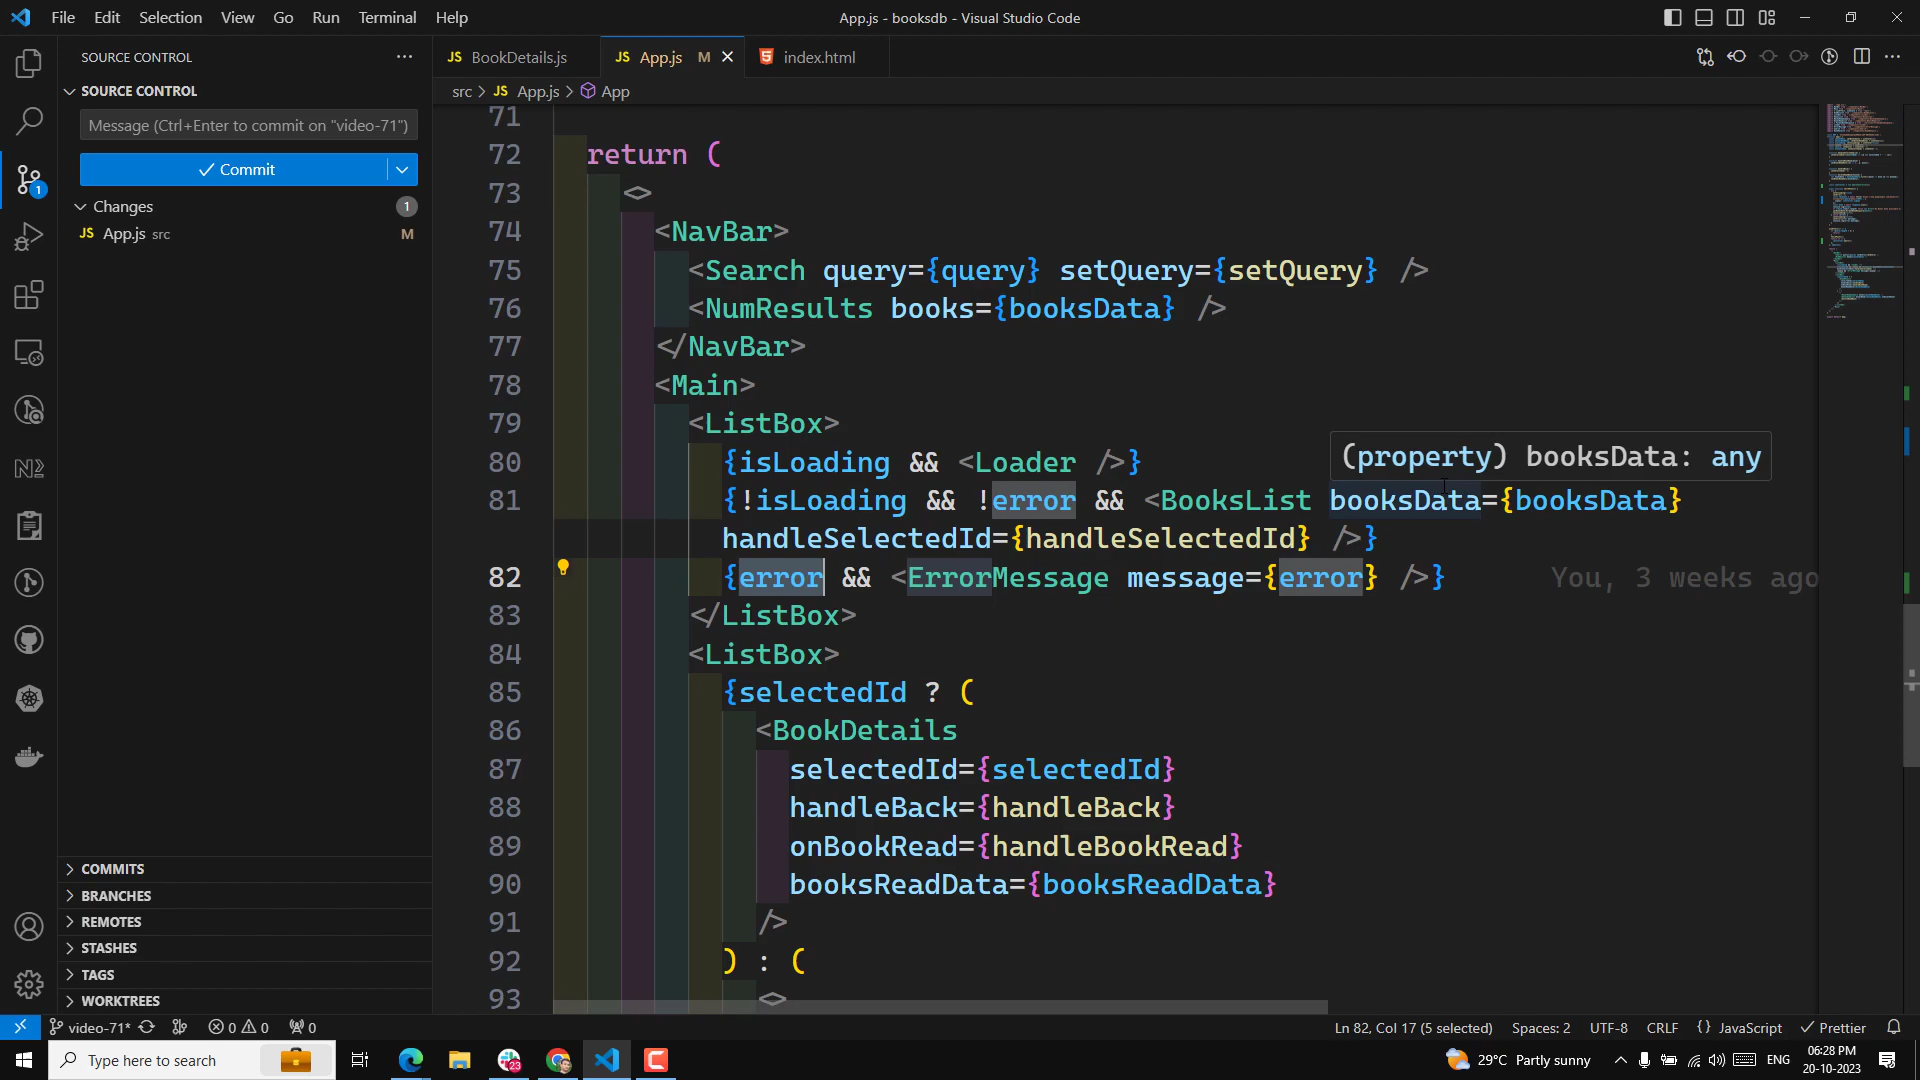 File Edit Selection View Go Run Terminal Help
App.js - booksdb - Visual Studio Code
SOURCE CONTROL
SOURCE CONTROL
Message (Ctrl+Enter to commit on "video-71")
Commit
Changes 1
JS App.js src M
COMMITS
BRANCHES
REMOTES
STASHES
TAGS
WORKTREES
JS BookDetails.js
JS App.js M
index.html
src > JS App.js > App
71
72 return (
73 <>
74 <NavBar>
75 <Search query={query} setQuery={setQuery} />
76 <NumResults books={booksData} />
77 </NavBar>
78 <Main>
79 <ListBox>
80 {isLoading && <Loader />}
(property) booksData: any
81 {!isLoading && !error && <BooksList booksData={booksData}
handleSelectedId={handleSelectedId} />}
82 {error && <ErrorMessage message={error} />} You, 3 weeks ago
83 </ListBox>
84 <ListBox>
85 {selectedId ? (
86 <BookDetails
87 selectedId={selectedId}
88 handleBack={handleBack}
89 onBookRead={handleBookRead}
90 booksReadData={booksReadData}
91 />
92 ) : (
93 <>
1
video-71* 0 0 0
Ln 82, Col 17 (5 selected) Spaces: 2 UTF-8 CRLF {} JavaScript Prettier
Type here to search
23
29°C Partly sunny
ENG
06:28 PM
20-10-2023